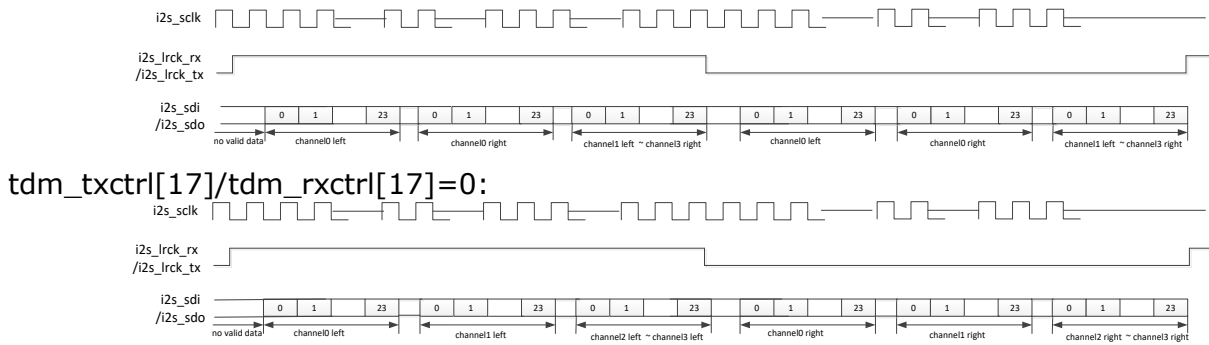 i2s_sclk
i2s_lrck_rx
/i2s_lrck_tx
i2s_sdi
/i2s_sdo
0 1 23 0 1 23 0 1 23 0 1 23 0 1 23 0 1 23
no valid data channel0 left channel0 right channel1 left ~ channel3 right channel0 left channel0 right channel1 left ~ channel3 right
tdm_txctrl[17]/tdm_rxctrl[17]=0:
i2s_sclk
i2s_lrck_rx
/i2s_lrck_tx
i2s_sdi
/i2s_sdo
0 1 23 0 1 23 0 1 23 0 1 23 0 1 23 0 1 23
no valid data channel0 left channel1 left channel2 left ~ channel3 left channel0 right channel1 right channel2 right ~ channel3 right